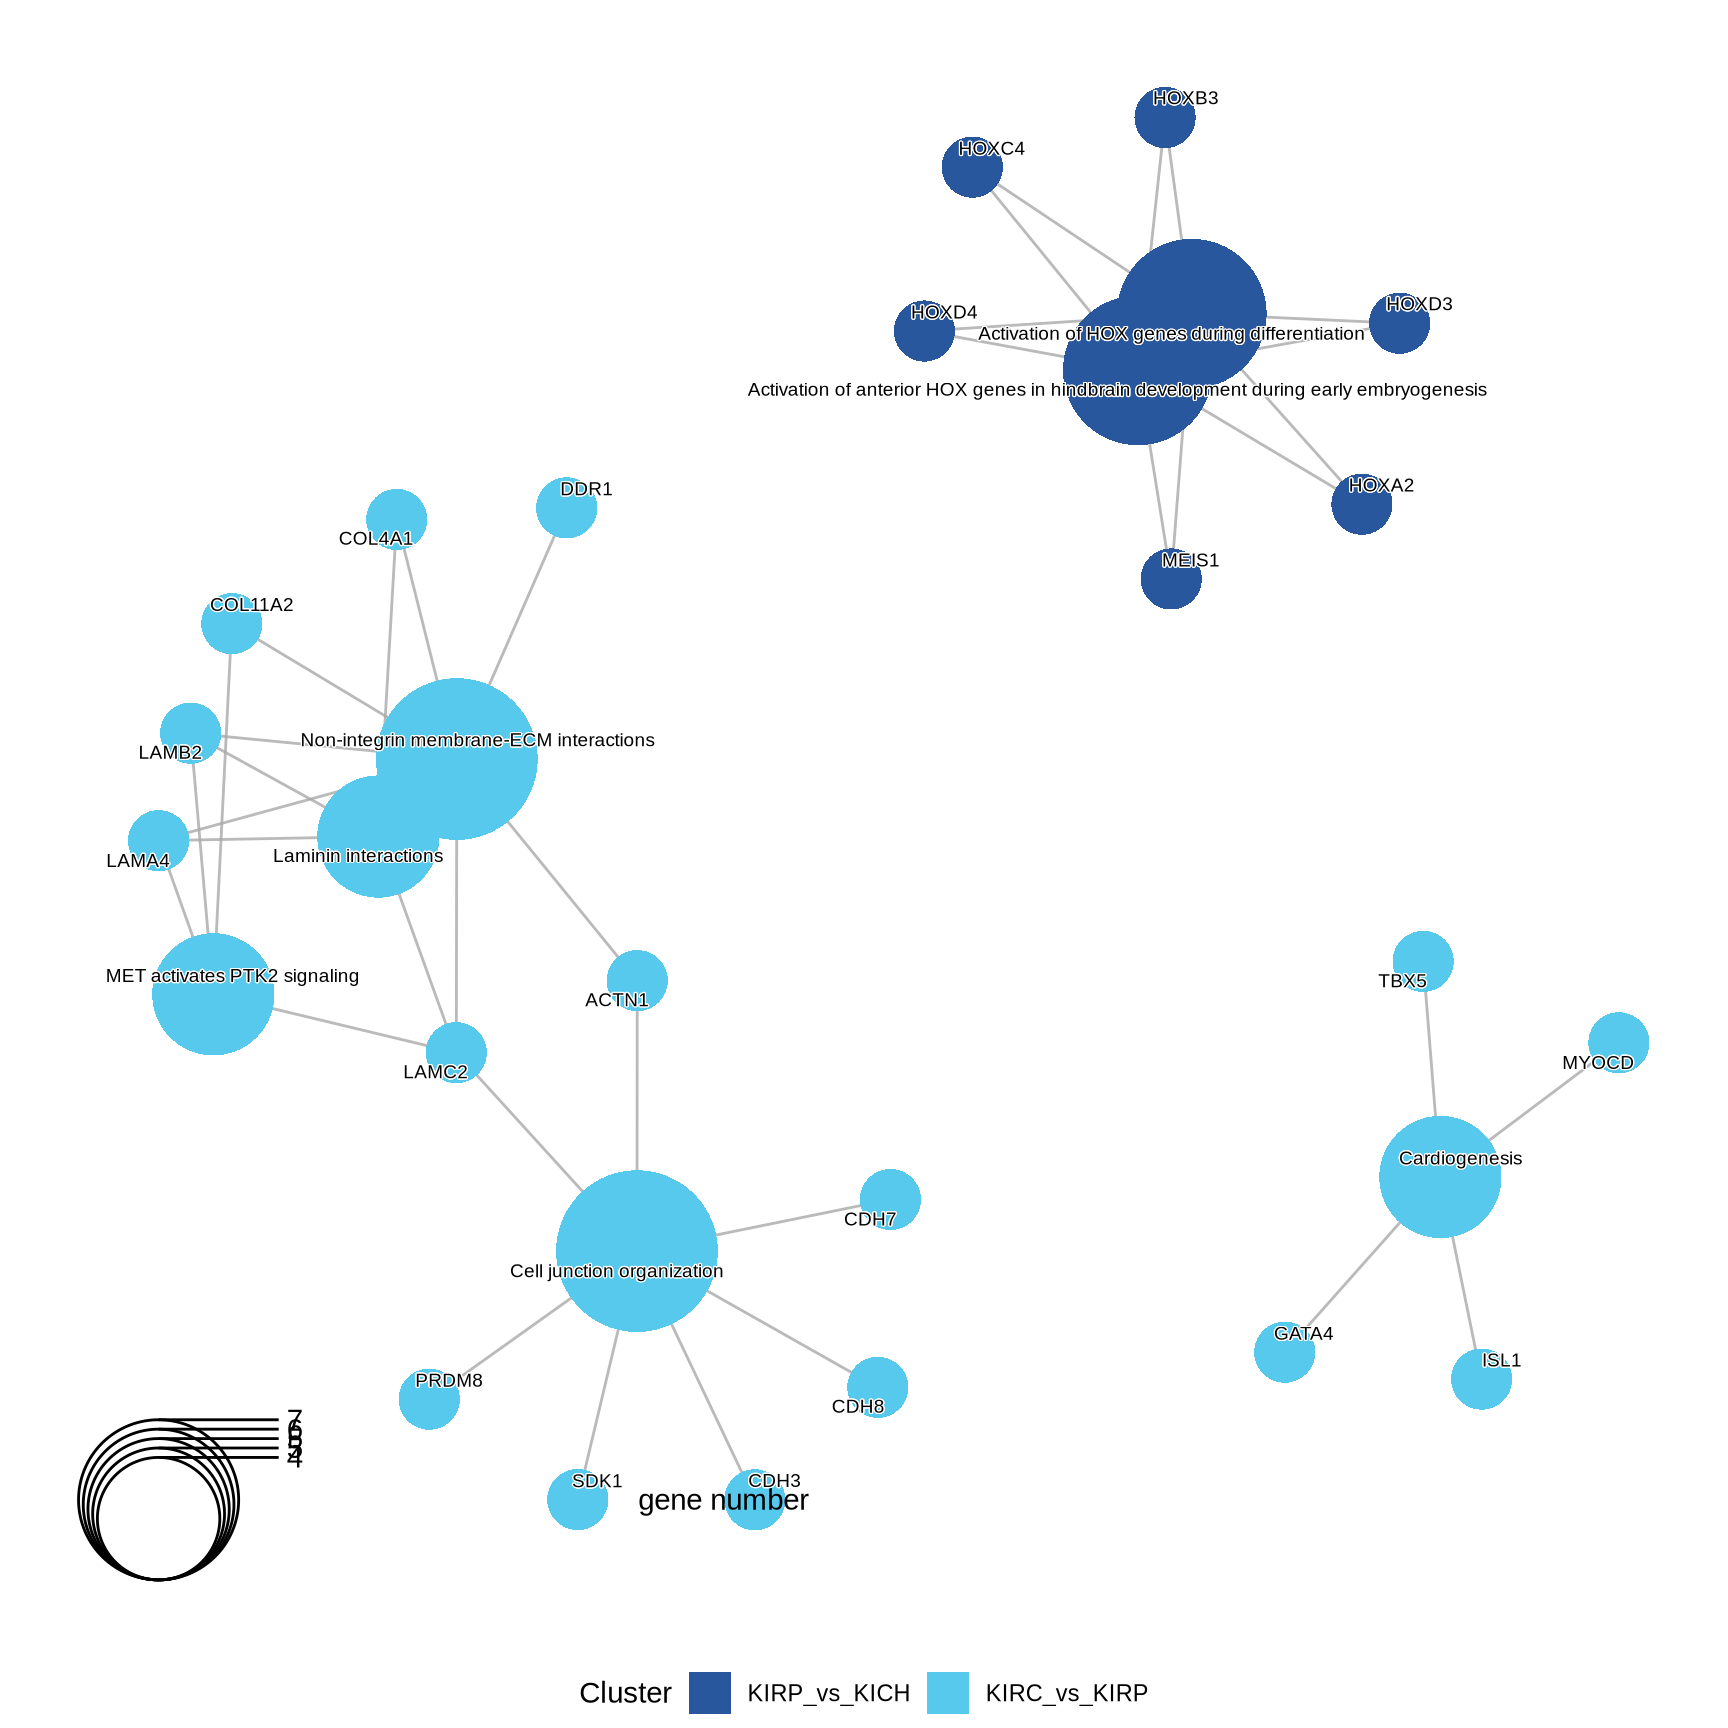 HOXB3
HOXC4
HOXD3
HOXD4
Activation of HOX genes during differentiation
Activation of anterior HOX genes in hindbrain development during early embryogenesis
HOXA2
DDR1
COL4A1
MEIS1
COL11A2
Non-integrin membrane-ECM interactions
LAMB2
Laminin interactions
LAMA4
MET activates PTK2 signaling
TBX5
ACTN1
MYOCD
LAMC2
Cardiogenesis
CDH7
Cell junction organization
GATA4
ISL1
PRDM8
CDH8
7
6
5
4
SDK1
CDH3
gene number
Cluster KIRP_vs_KICH KIRC_vs_KIRP